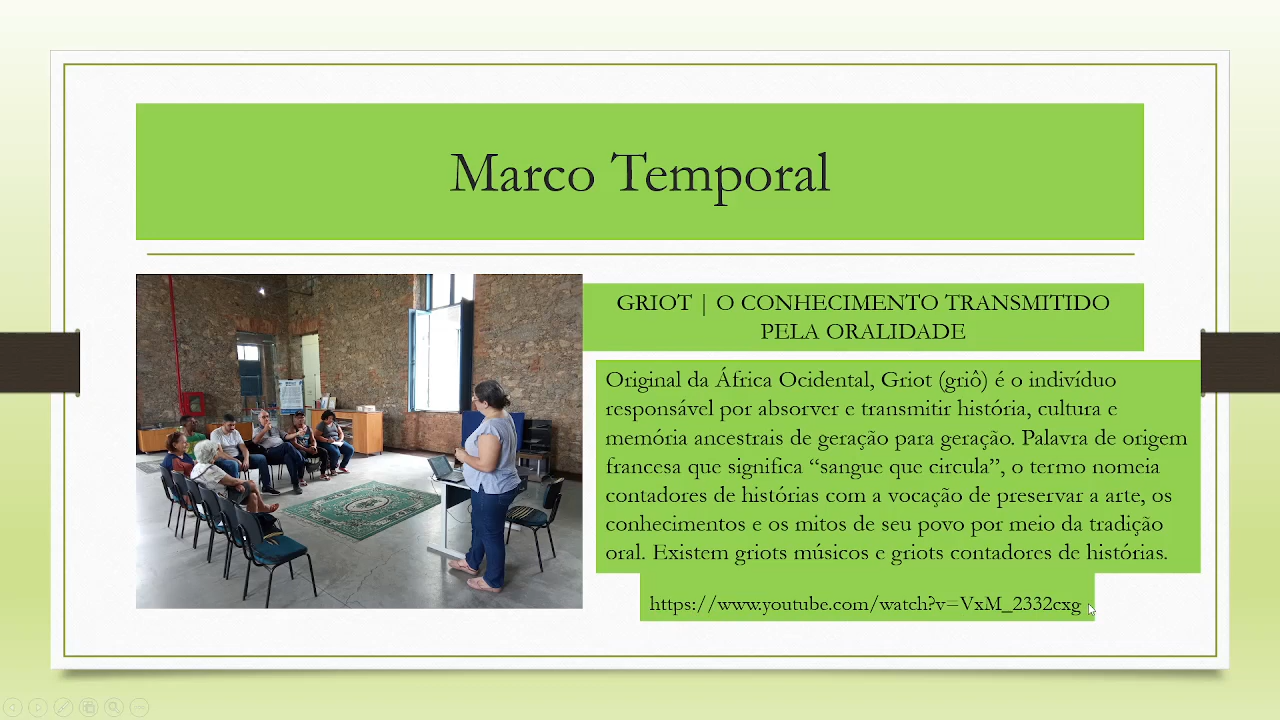 Marco Temporal
GRIOT | O CONHECIMENTO TRANSMITIDO
PELA ORALIDADE
Original da África Ocidental, Griot (griô) é o indivíduo
responsável por absorver e transmitir história, cultura e
memória ancestrais de geração para geração. Palavra de origem
francesa que significa “sangue que circula”, o termo nomeia
contadores de histórias com a vocação de preservar a arte, os
conhecimentos e os mitos de seu povo por meio da tradição
oral. Existem griots músicos e griots contadores de histórias.
https://www.youtube.com/watch?v=VxM_2332cxg